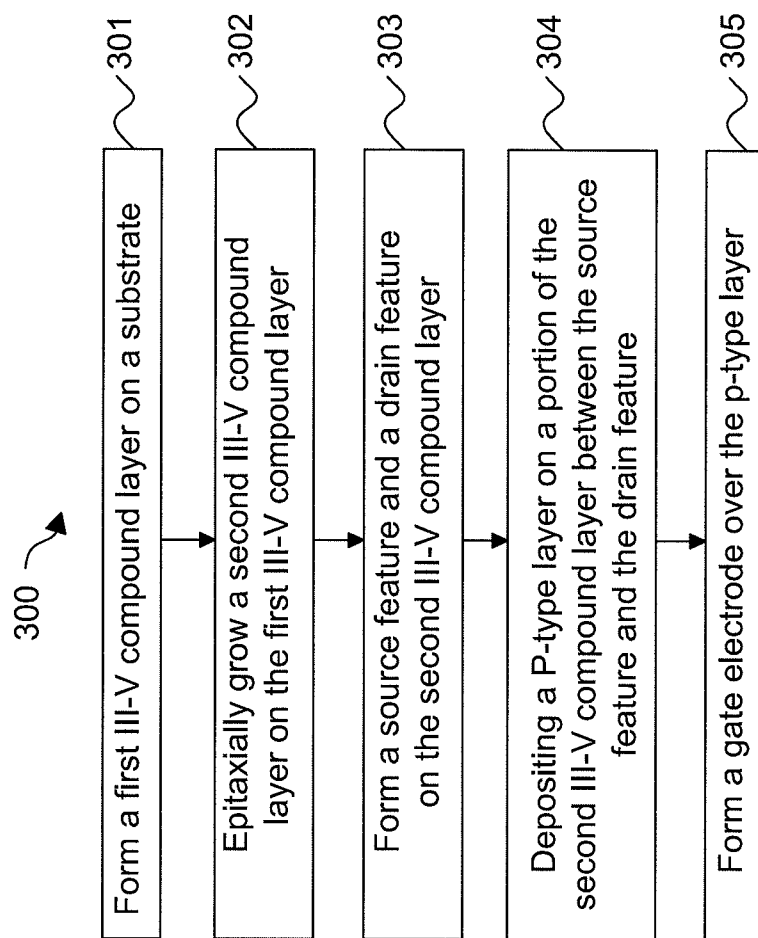 300
Form a first III-V compound layer on a substrate
301
Epitaxially grow a second III-V compound
layer on the first III-V compound layer
302
Form a source feature and a drain feature
on the second III-V compound layer
303
Depositing a P-type layer on a portion of the
second III-V compound layer between the source
feature and the drain feature
304
Form a gate electrode over the p-type layer
305